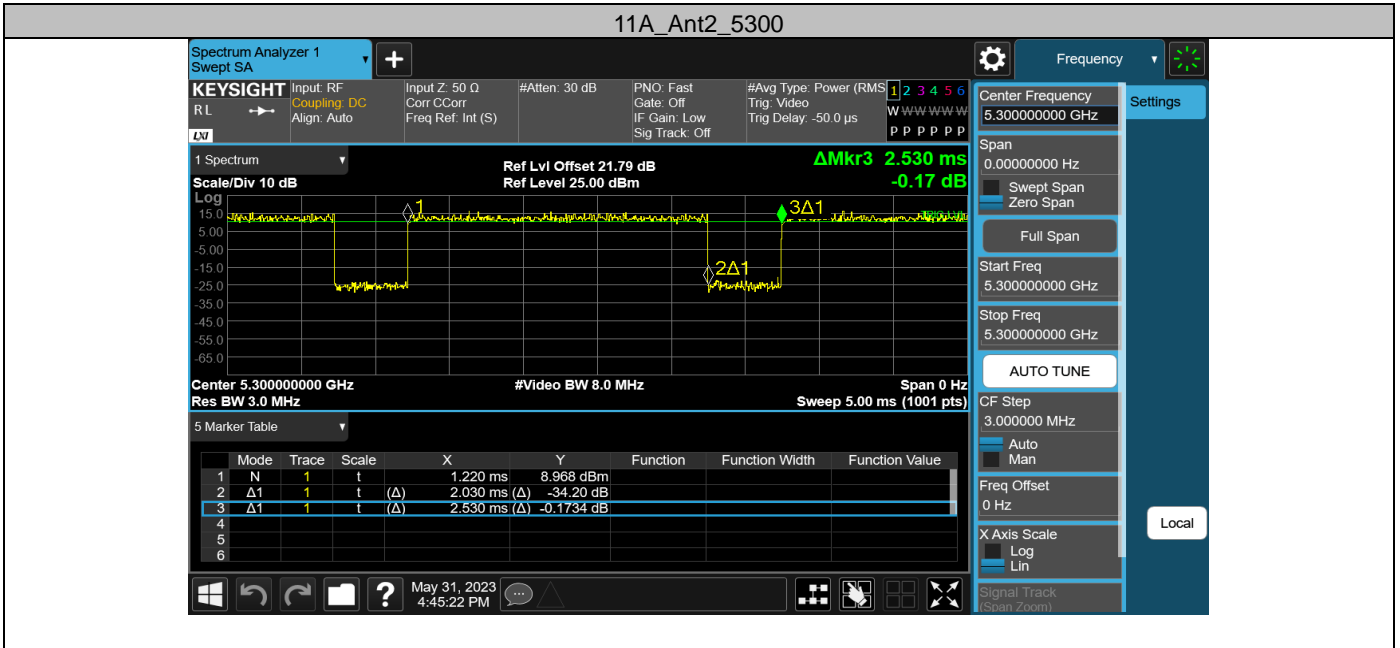 11A_Ant2_5300
Spectrum Analyzer 1
Swept SA
Frequency
KEYSIGHT
R L
LXI
Input: RF
Coupling: DC
Align: Auto
Input Z: 50 Ω
Corr CCorr
Freq Ref: Int (S)
#Atten: 30 dB
PNO: Fast
Gate: Off
IF Gain: Low
Sig Track: Off
#Avg Type: Power (RMS
Trig: Video
Trig Delay: -50.0 µs
1 2 3 4 5 6
W W W W W W
P P P P P P
1 Spectrum
Scale/Div 10 dB
Log
Ref Lvl Offset 21.79 dB
Ref Level 25.00 dBm
ΔMkr3 2.530 ms
-0.17 dB
15.0
5.00
-5.00
-15.0
-25.0
-35.0
-45.0
-55.0
-65.0
1
2Δ1
3Δ1
Center 5.300000000 GHz
Res BW 3.0 MHz
#Video BW 8.0 MHz
Span 0 Hz
Sweep 5.00 ms (1001 pts)
5 Marker Table
Mode Trace Scale X Y Function Function Width Function Value
1 N 1 t 1.220 ms 8.968 dBm
2 Δ1 1 t (Δ) 2.030 ms (Δ) -34.20 dB
3 Δ1 1 t (Δ) 2.530 ms (Δ) -0.1734 dB
4
5
6
?
May 31, 2023
4:45:22 PM
Center Frequency
5.300000000 GHz
Span
0.00000000 Hz
Swept Span
Zero Span
Full Span
Start Freq
5.300000000 GHz
Stop Freq
5.300000000 GHz
AUTO TUNE
CF Step
3.000000 MHz
Auto
Man
Freq Offset
0 Hz
X Axis Scale
Log
Lin
Signal Track
(Span Zoom)
Settings
Local